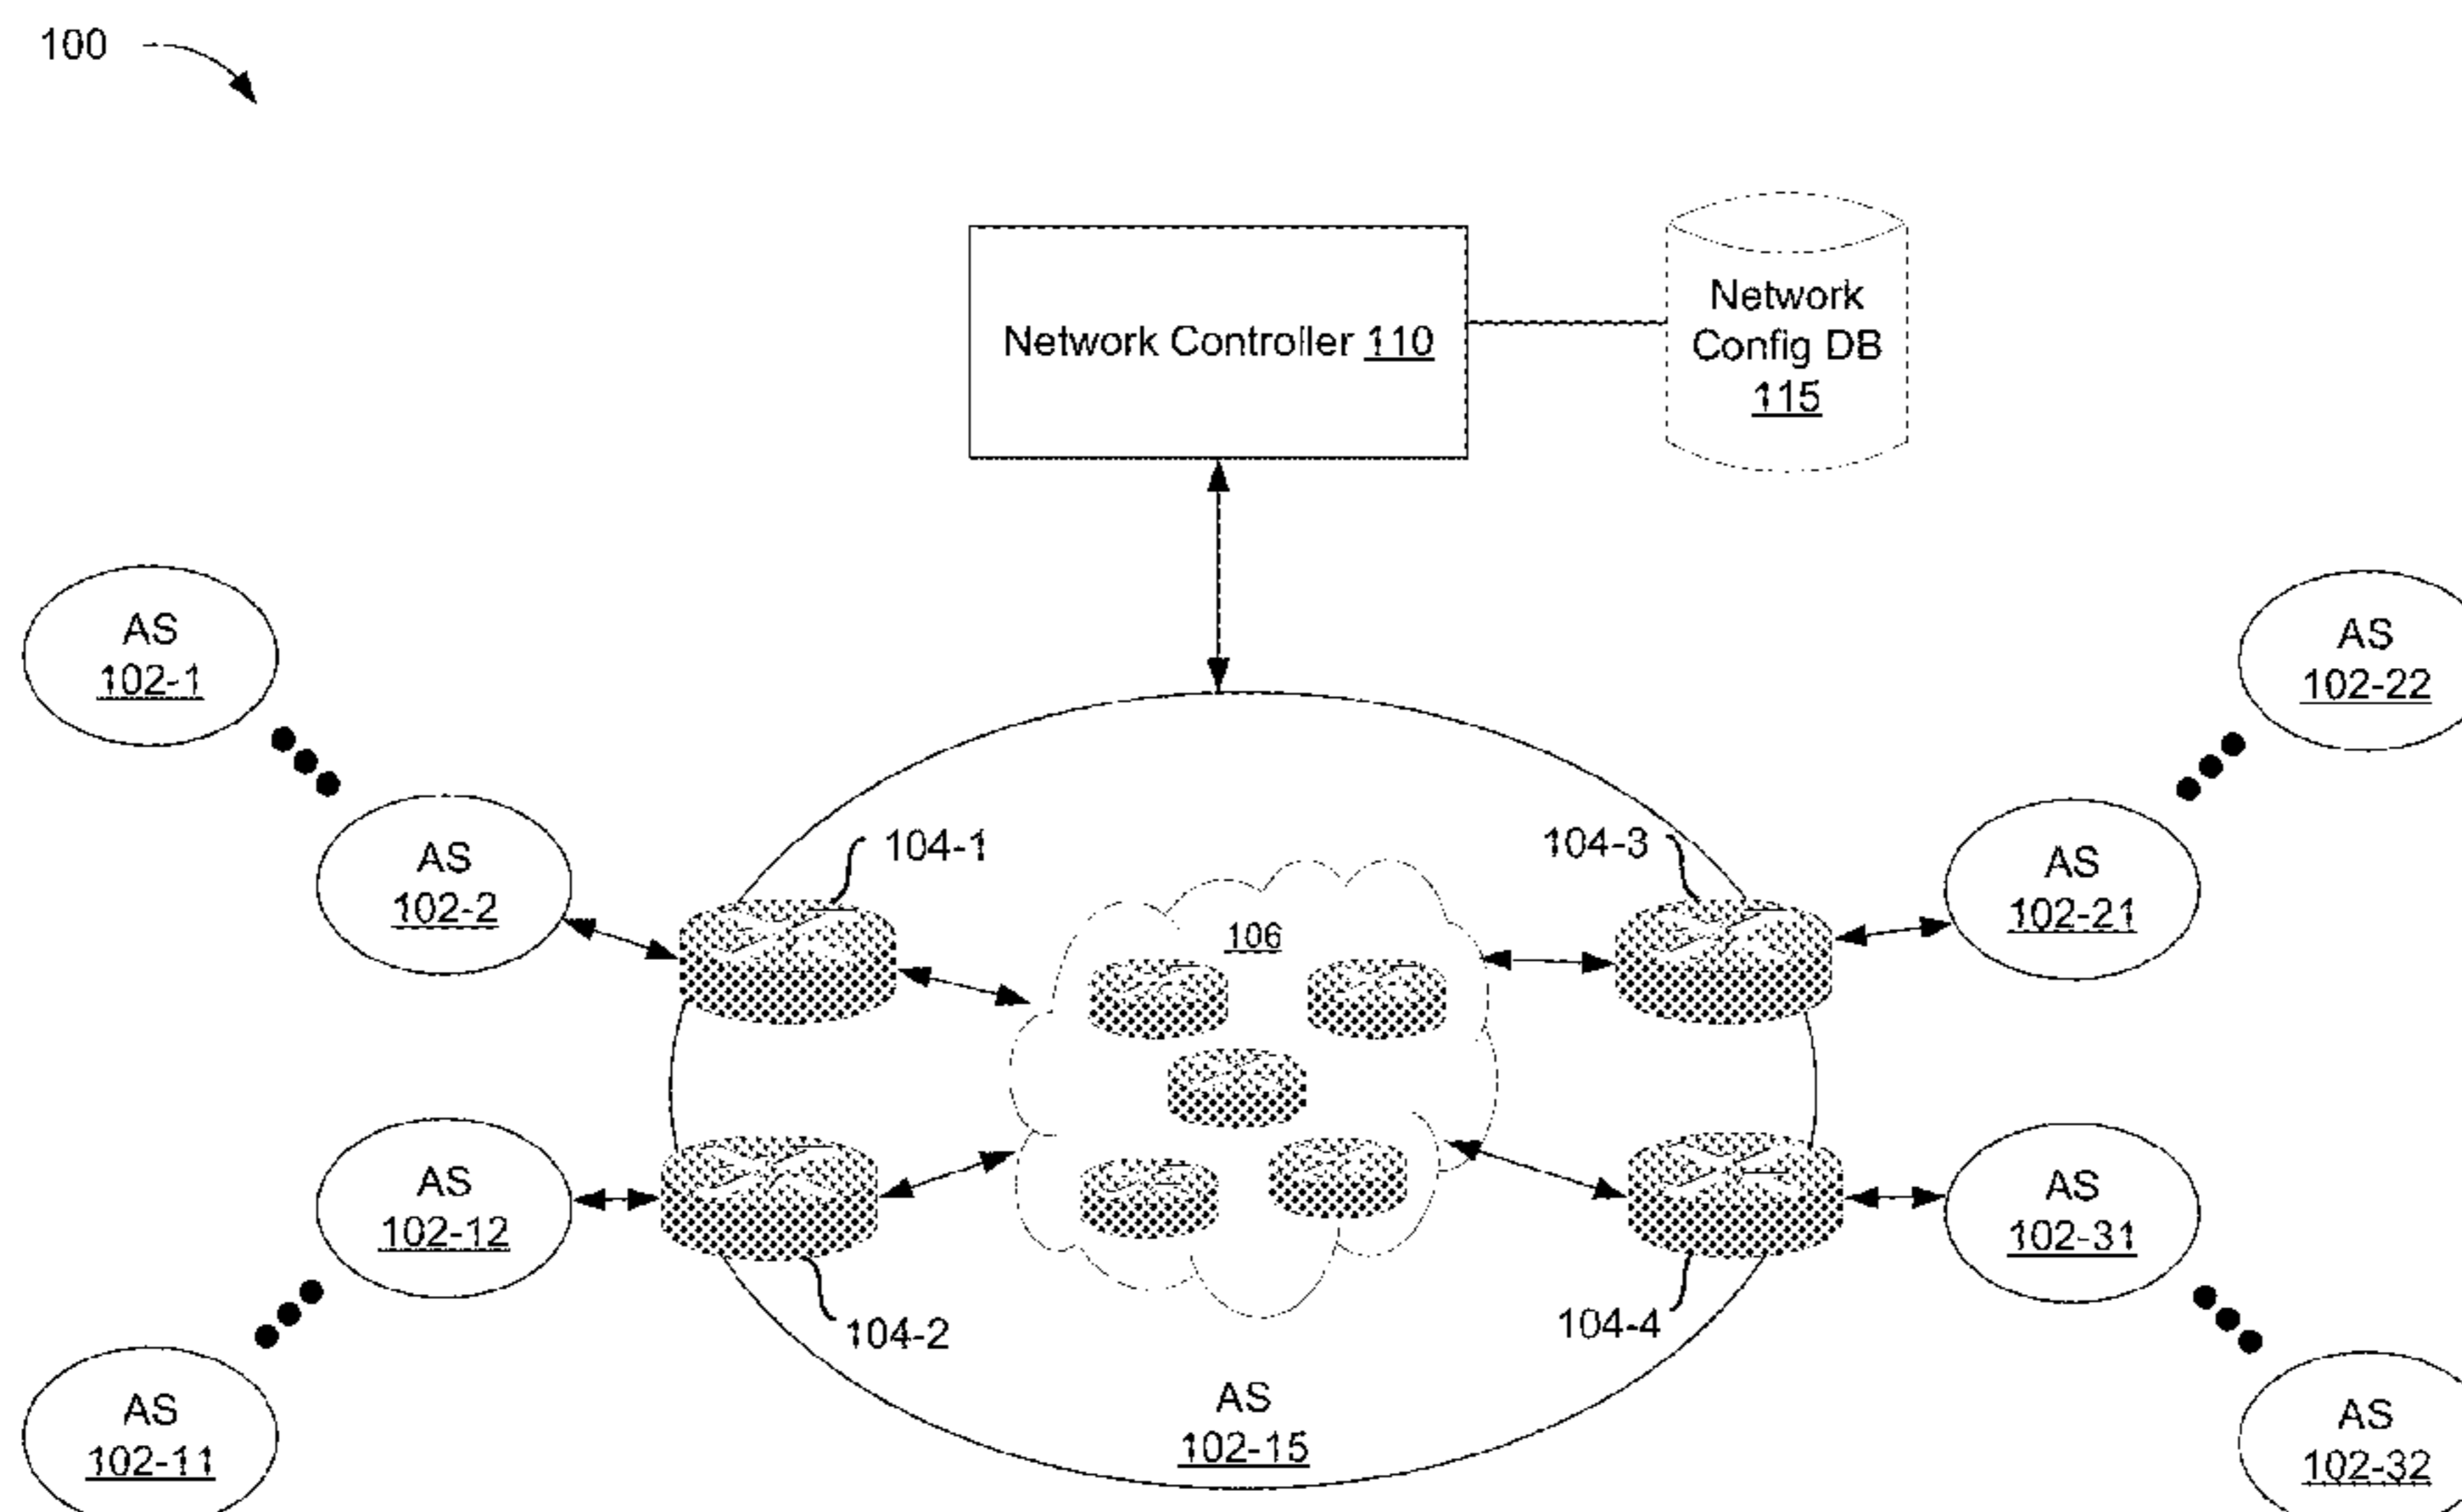 100
Network Controller 110
Network
Config DB
115
AS
102-1
AS
102-22
AS
102-2
104-1
104-3
AS
102-21
106
AS
102-12
AS
102-31
104-2
104-4
AS
102-11
AS
102-15
AS
102-32